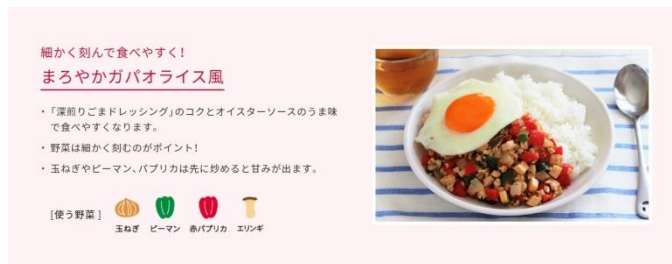 細かく刻んで食べやすく!
まろやかガパオライス風
・「深煎りごまドレッシング」のコクとオイスターソースのうま味
で食べやすくなります。
・野菜は細かく刻むのがポイント!
・玉ねぎやピーマン、パプリカは先に炒めると甘みが出ます。
[使う野菜]
玉ねぎ ピーマン 赤パプリカ エリンギ